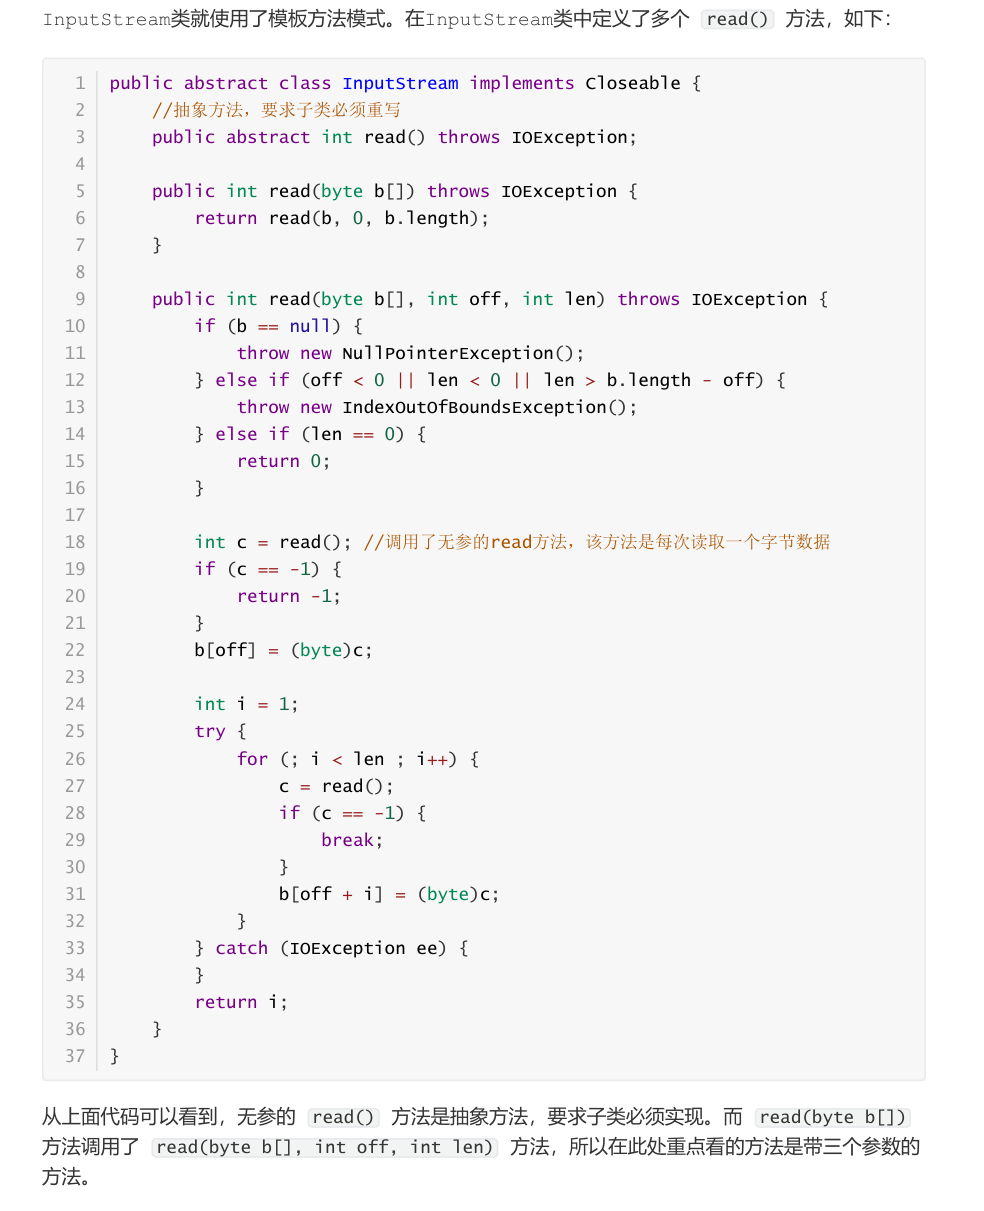 InputStream类就使用了模板方法模式。在InputStream类中定义了多个 read() 方法，如下：
1 public abstract class InputStream implements Closeable {
2     //抽象方法，要求子类必须重写
3     public abstract int read() throws IOException;
4
5     public int read(byte b[]) throws IOException {
6         return read(b, 0, b.length);
7     }
8
9     public int read(byte b[], int off, int len) throws IOException {
10         if (b == null) {
11             throw new NullPointerException();
12         } else if (off < 0 || len < 0 || len > b.length - off) {
13             throw new IndexOutOfBoundsException();
14         } else if (len == 0) {
15             return 0;
16         }
17
18         int c = read(); //调用了无参的read方法，该方法是每次读取一个字节数据
19         if (c == -1) {
20             return -1;
21         }
22         b[off] = (byte)c;
23
24         int i = 1;
25         try {
26             for (; i < len ; i++) {
27                 c = read();
28                 if (c == -1) {
29                     break;
30                 }
31                 b[off + i] = (byte)c;
32             }
33         } catch (IOException ee) {
34         }
35         return i;
36     }
37 }
从上面代码可以看到，无参的 read() 方法是抽象方法，要求子类必须实现。而 read(byte b[])
方法调用了 read(byte b[], int off, int len) 方法，所以在此处重点看的方法是带三个参数的
方法。